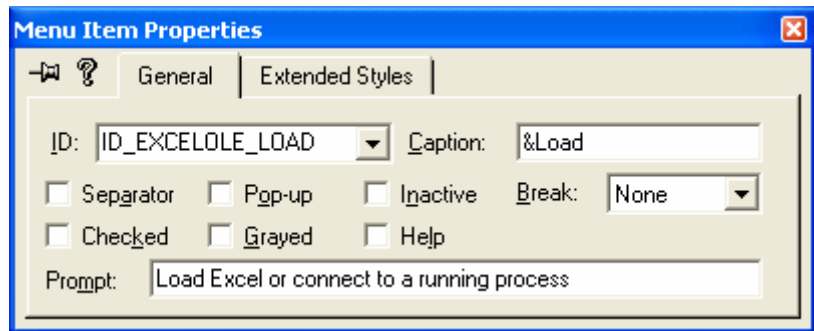 Menu Item Properties
General Extended Styles
ID: ID_EXCELOLE_LOAD Caption: &Load
Separator Pop-up Inactive Break: None
Checked Grayed Help
Prompt: Load Excel or connect to a running process